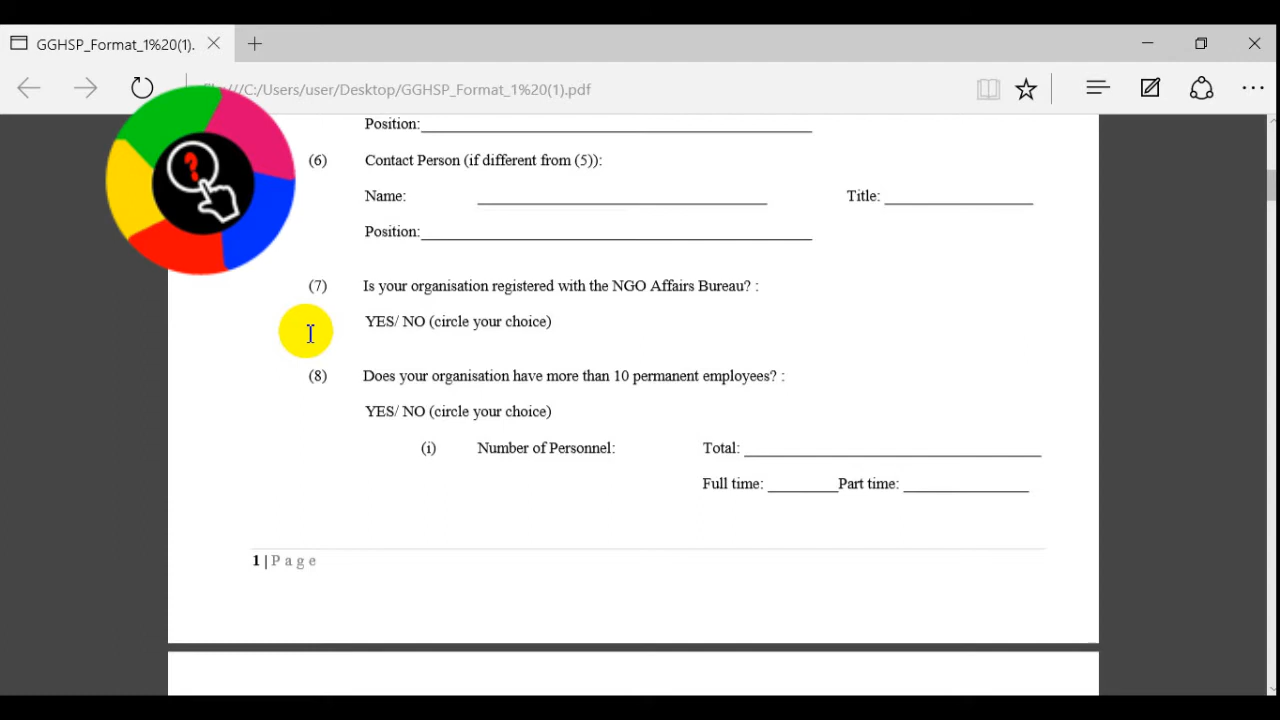 GGHSP_Format_1%20(1).
/C:/Users/user/Desktop/GGHSP_Format_1%20(1).pdf
Position:
(6) Contact Person (if different from (5)):
Name: Title:
Position:
(7) Is your organisation registered with the NGO Affairs Bureau? :
YES/ NO (circle your choice)
(8) Does your organisation have more than 10 permanent employees? :
YES/ NO (circle your choice)
(i) Number of Personnel: Total:
Full time: Part time:
1 | Page